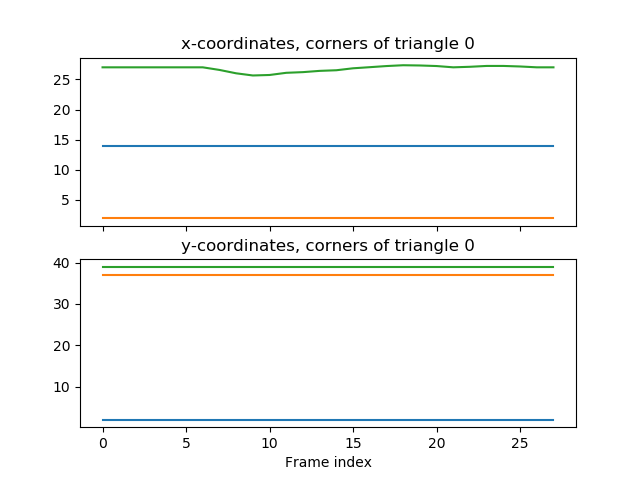 x-coordinates, corners of triangle 0
25
20
15
10
5
y-coordinates, corners of triangle 0
40
30
20
10
0 5 10 15 20 25
Frame index